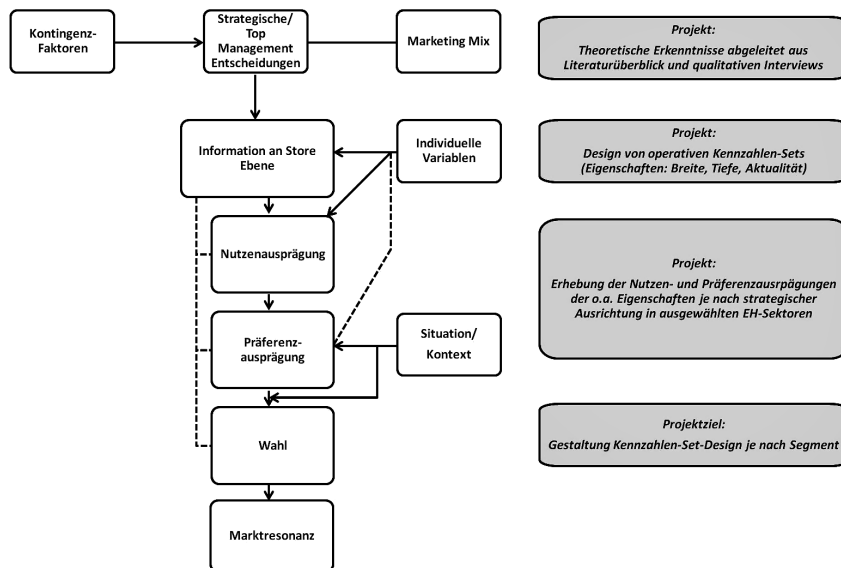 Kontingenz-
Faktoren
Strategische/
Top
Management
Entscheidungen
Marketing Mix
Projekt:
Theoretische Erkenntnisse abgeleitet aus
Literaturüberblick und qualitativen Interviews
Information an Store
Ebene
Individuelle
Variablen
Projekt:
Design von operativen Kennzahlen-Sets
(Eigenschaften: Breite, Tiefe, Aktualität)
Nutzenausprägung
Projekt:
Erhebung der Nutzen- und Präferenzausrpägungen
der o.a. Eigenschaften je nach strategischer
Ausrichtung in ausgewählten EH-Sektoren
Präferenz-
ausprägung
Situation/
Kontext
Wahl
Projektziel:
Gestaltung Kennzahlen-Set-Design je nach Segment
Marktresonanz